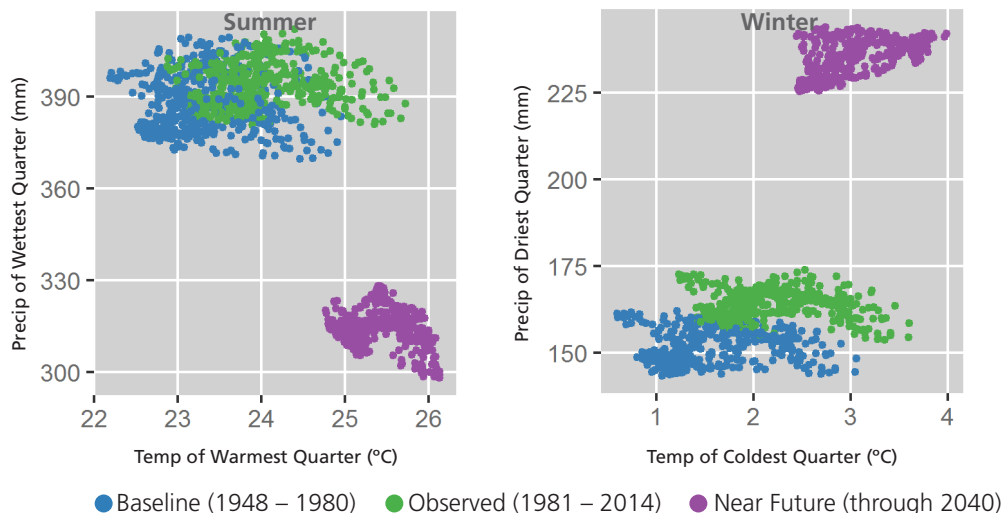 Summer
Precip of Wettest Quarter (mm)
390
360
330
300
22 23 24 25 26
Temp of Warmest Quarter (ºC)
Winter
Precip of Driest Quarter (mm)
225
200
175
150
1 2 3 4
Temp of Coldest Quarter (ºC)
Baseline (1948 – 1980) Observed (1981 – 2014) Near Future (through 2040)